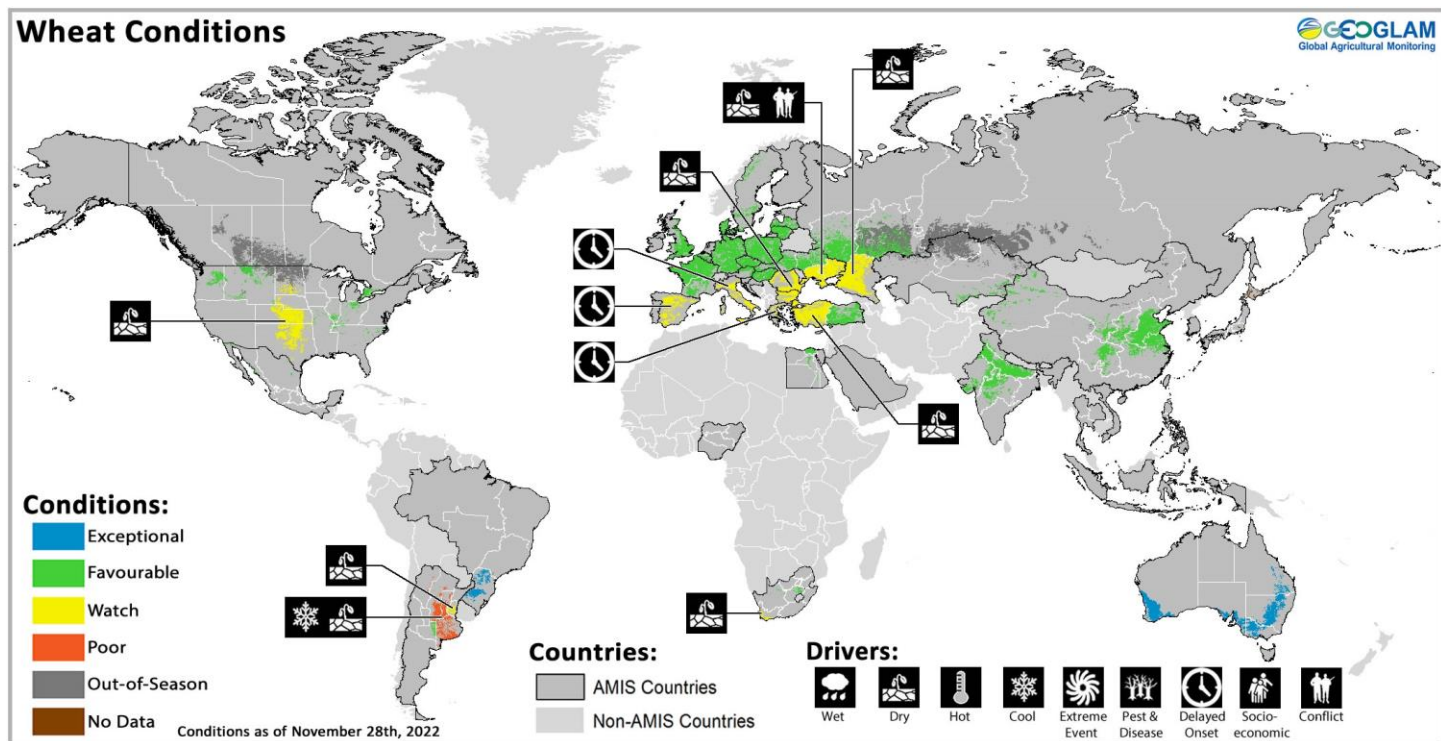 Wheat Conditions
GEOGLAM
Global Agricultural Monitoring
Conditions:
Exceptional
Favourable
Watch
Poor
Out-of-Season
No Data
Conditions as of November 28th, 2022
Countries:
AMIS Countries
Non-AMIS Countries
Drivers:
Wet
Dry
Hot
Cool
Extreme
Event
Pest &
Disease
Delayed
Onset
Socio-
economic
Conflict